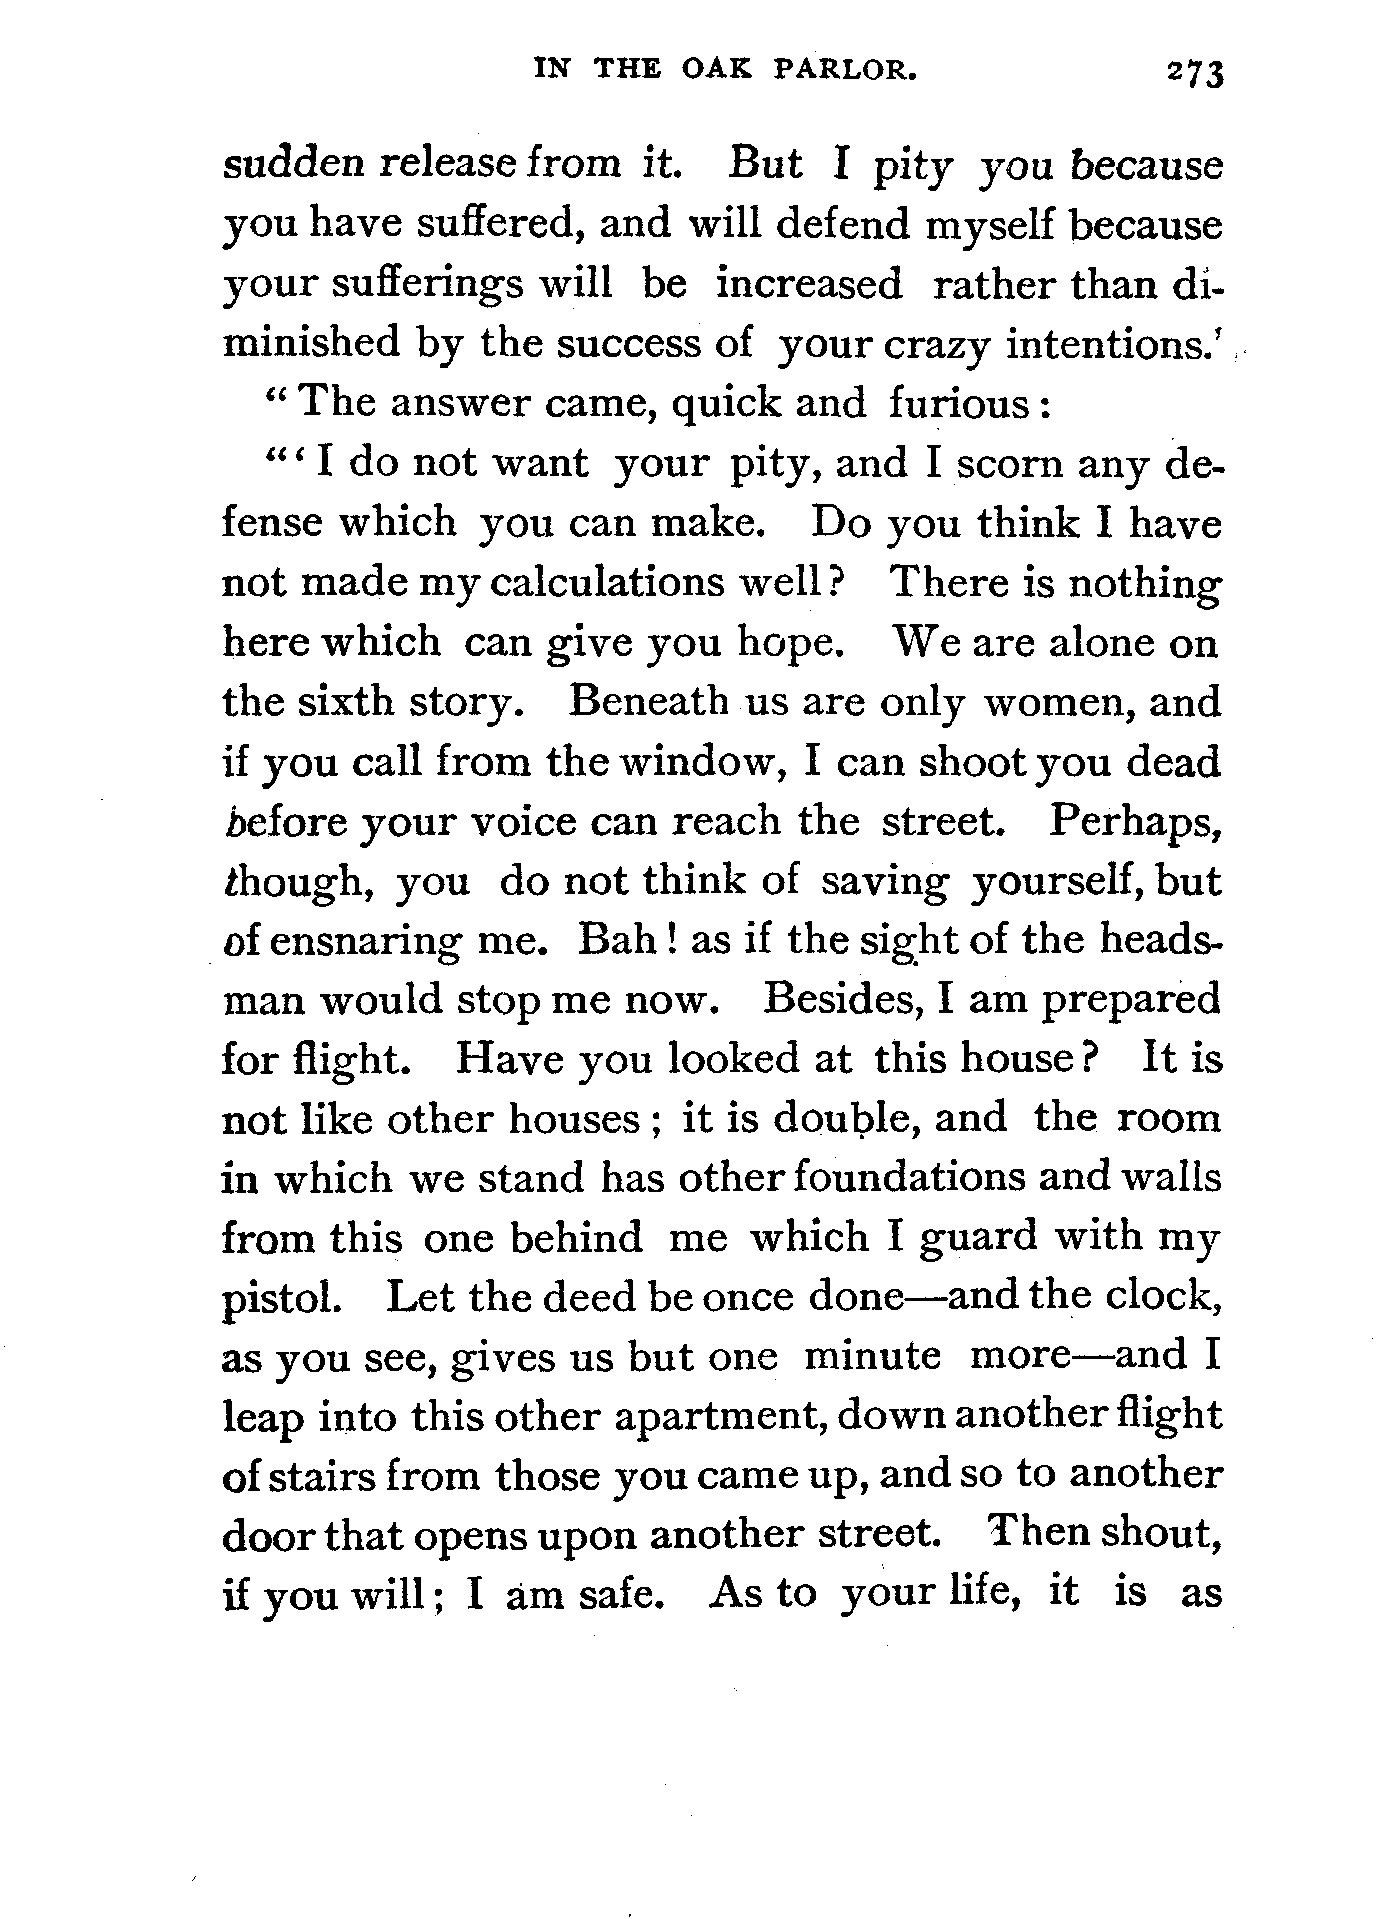 IN THE OAK PARLOR. 273
sudden release from it. But I pity you because
you have suffered, and will defend myself because
your sufferings will be increased rather than di-
minished by the success of your crazy intentions.'
" The answer came, quick and furious :
"' I do not want your pity, and I scorn any de-
fense which you can make. Do you think I have
not made my calculations well? There is nothing
here which can give you hope. We are alone on
the sixth story. Beneath us are only women, and
if you call from the window, I can shoot you dead
before your voice can reach the street. Perhaps,
though, you do not think of saving yourself, but
of ensnaring me. Bah ! as if the sight of the heads-
man would stop me now. Besides, I am prepared
for flight. Have you looked at this house? It is
not like other houses ; it is double, and the room
in which we stand has other foundations and walls
from this one behind me which I guard with my
pistol. Let the deed be once done—and the clock,
as you see, gives us but one minute more—and I
leap into this other apartment, down another flight
of stairs from those you came up, and so to another
door that opens upon another street. Then shout,
if you will ; I am safe. As to your life, it is as